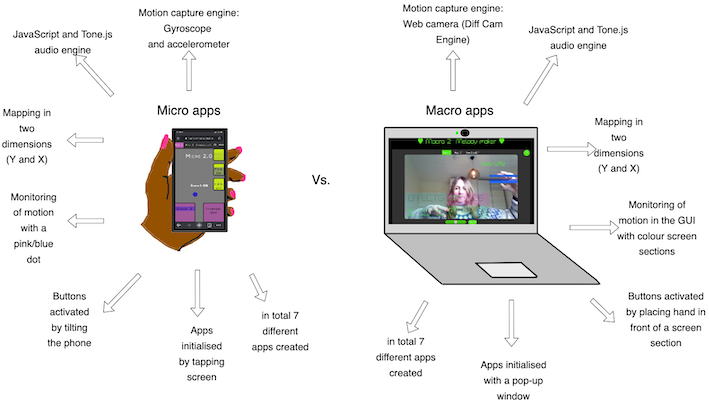 Motion capture engine:
Gyroscope
and accelerometer
JavaScript and Tone.js
audio engine
Micro apps
Mapping in
two
dimensions
(Y and X)
Micro 2.0
Monitoring
of motion
with a
pink/blue
dot
Buttons
activated
by tilting
the phone
Apps
initialised
by tapping
screen
in total 7
different
apps created
Vs.
Motion capture engine:
Web camera (Diff Cam
Engine)
JavaScript and Tone.js
audio engine
Macro apps
Macro 2 Melody maker
Mapping in
two
dimensions
(Y and X)
Monitoring of
motion in the GUI
with colour screen
sections
Buttons activated
by placing hand in
front of a screen
section
in total 7
different apps
created
Apps initialised
with a pop-up
window